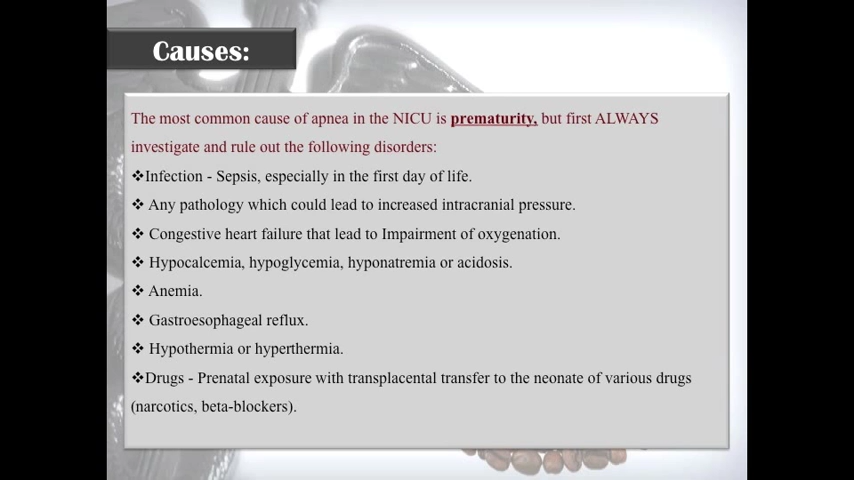 Causes:
The most common cause of apnea in the NICU is prematurity, but first ALWAYS
investigate and rule out the following disorders:
❖Infection - Sepsis, especially in the first day of life.
❖ Any pathology which could lead to increased intracranial pressure.
❖ Congestive heart failure that lead to Impairment of oxygenation.
❖ Hypocalcemia, hypoglycemia, hyponatremia or acidosis.
❖ Anemia.
❖ Gastroesophageal reflux.
❖ Hypothermia or hyperthermia.
❖Drugs - Prenatal exposure with transplacental transfer to the neonate of various drugs
(narcotics, beta-blockers).